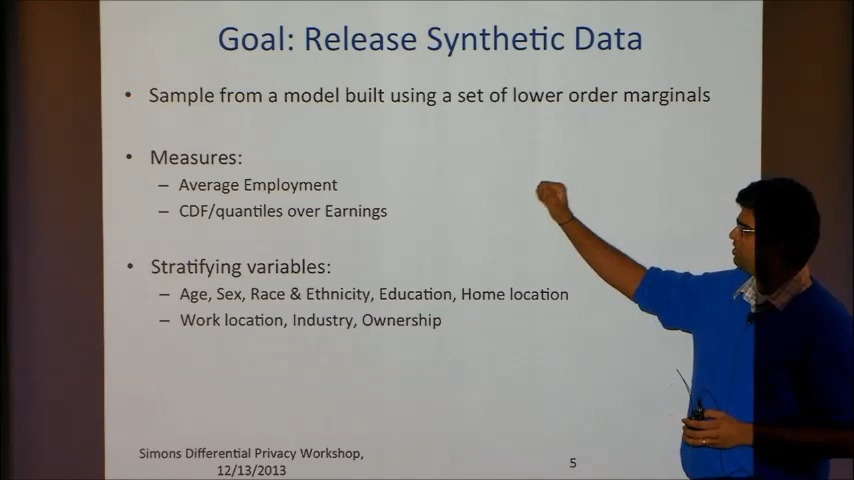 Goal: Release Synthetic Data
• Sample from a model built using a set of lower order marginals
• Measures:
– Average Employment
– CDF/quantiles over Earnings
• Stratifying variables:
– Age, Sex, Race & Ethnicity, Education, Home location
– Work location, Industry, Ownership
Simons Differential Privacy Workshop,
12/13/2013
5